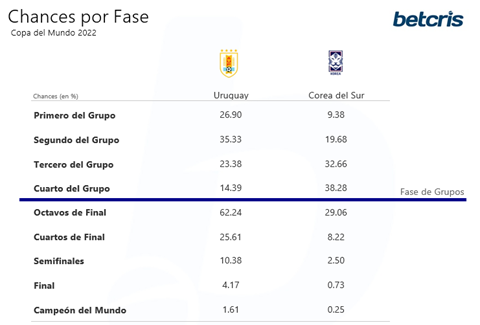 Chances por Fase
Copa del Mundo 2022
betcris
COREA
Chances (en %) Uruguay Corea del Sur
Primero del Grupo 26.90 9.38
Segundo del Grupo 35.33 19.68
Tercero del Grupo 23.38 32.66
Cuarto del Grupo 14.39 38.28
Fase de Grupos
Octavos de Final 62.24 29.06
Cuartos de Final 25.61 8.22
Semifinales 10.38 2.50
Final 4.17 0.73
Campeón del Mundo 1.61 0.25